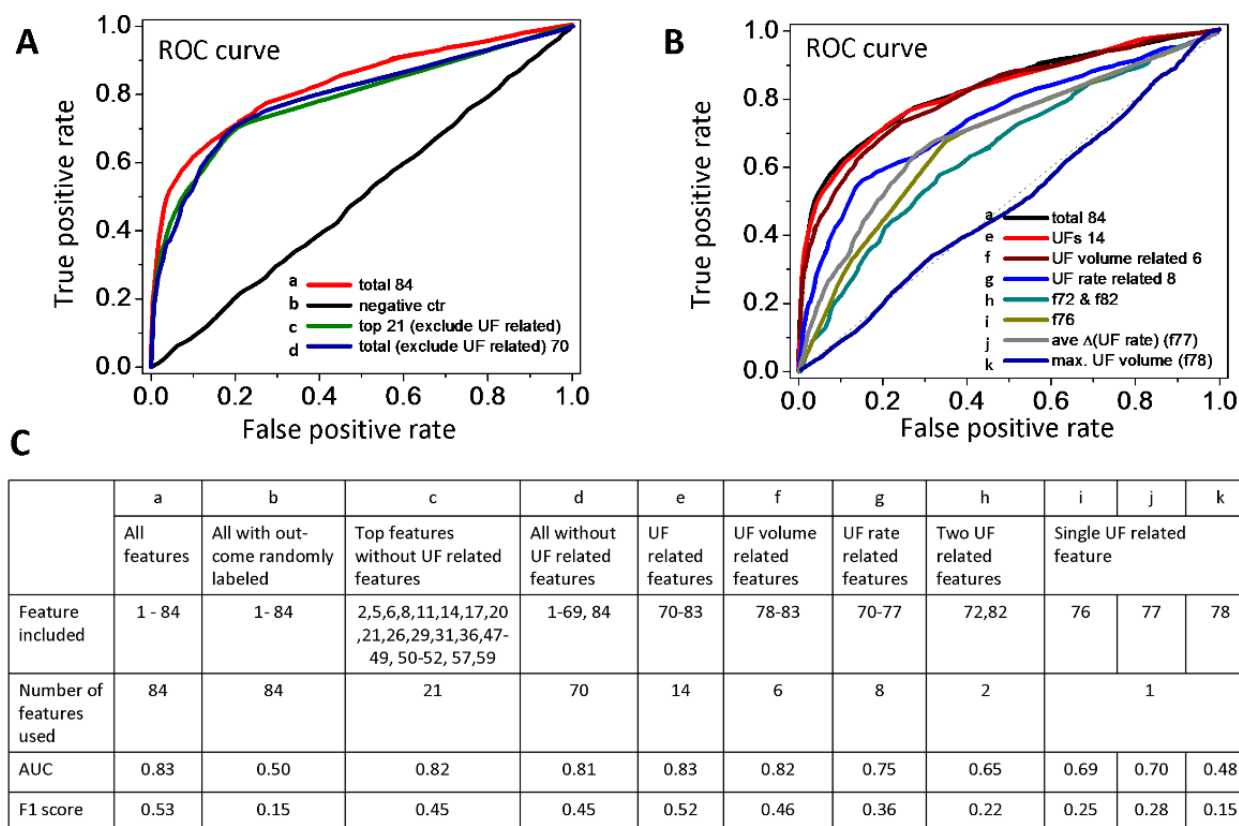 A
ROC curve
1.0
0.8
0.6
0.4
0.2
0.0
True positive rate
a total 84
b negative ctr
c top 21 (exclude UF related)
d total (exclude UF related) 70
0.0 0.2 0.4 0.6 0.8 1.0
False positive rate
B
ROC curve
1.0
0.8
0.6
0.4
0.2
0.0
True positive rate
a total 84
e UFs 14
f UF volume related 6
g UF rate related 8
h f72 & f82
i f76
j ave Δ(UF rate) (f77)
k max. UF volume (f78)
0.0 0.2 0.4 0.6 0.8 1.0
False positive rate
C
a b c d e f g h i j k
All features
All with out-come randomly labeled
Top features without UF related features
All without UF related features
UF related features
UF volume related features
UF rate related features
Two UF related features
Single UF related feature
Feature included
1 - 84
1- 84
2,5,6,8,11,14,17,20
,21,26,29,31,36,47-
49, 50-52, 57,59
1-69, 84
70-83
78-83
70-77
72,82
76
77
78
Number of features used
84 84 21 70 14 6 8 2 1
AUC 0.83 0.50 0.82 0.81 0.83 0.82 0.75 0.65 0.69 0.70 0.48
F1 score 0.53 0.15 0.45 0.45 0.52 0.46 0.36 0.22 0.25 0.28 0.15